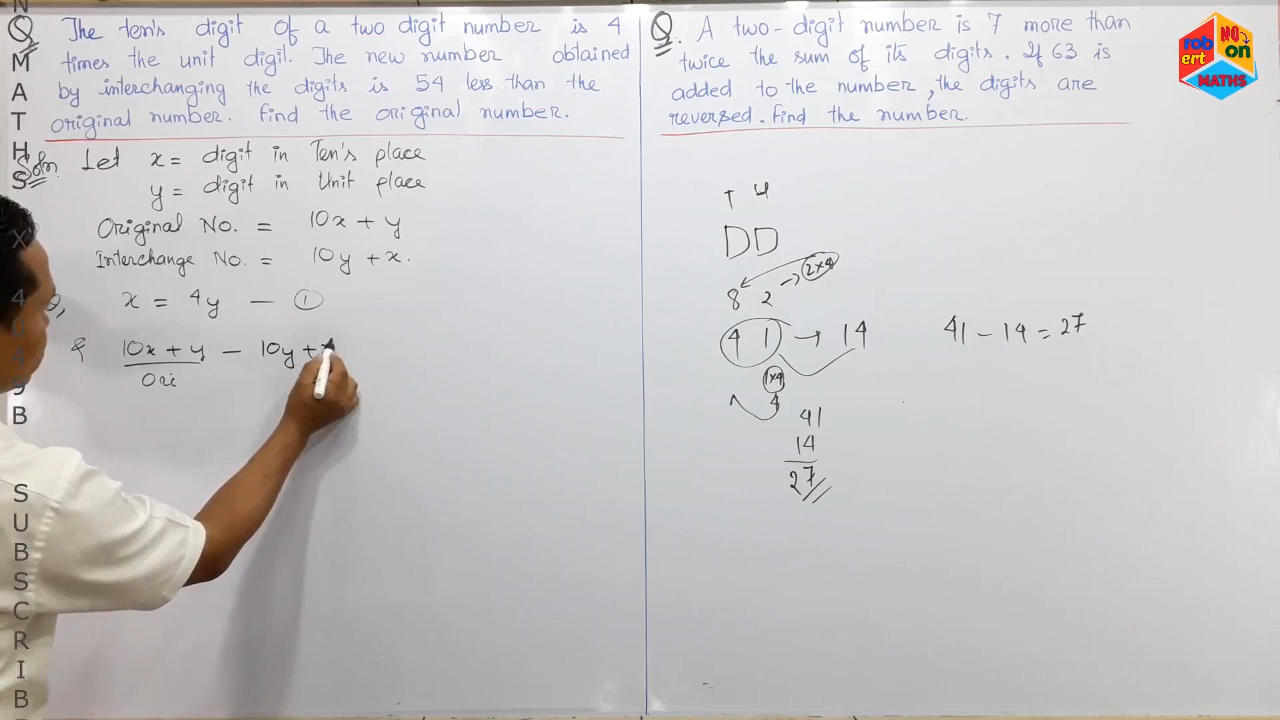 Q. The ten's digit of a two digit number is 4
times the unit digit. The new number obtained
by interchanging the digits is 54 less than the
original number. find the original number.
Soln. Let x = digit in Ten's place
y = digit in Unit place
Original No. = 10x + y
Interchange No. = 10y + x.
x = 4y — ①
& 10x + y — 10y + x
Ori
Q. A two-digit number is 7 more than
twice the sum of its digits. If 63 is
added to the number, the digits are
reversed. find the number.
DD
8 2 → 2×4
4 1 → 14
41 – 14 = 27
1×4
4
41
14
27
rob ert
NO on
MATHS
MATHS
SUBSCRIB